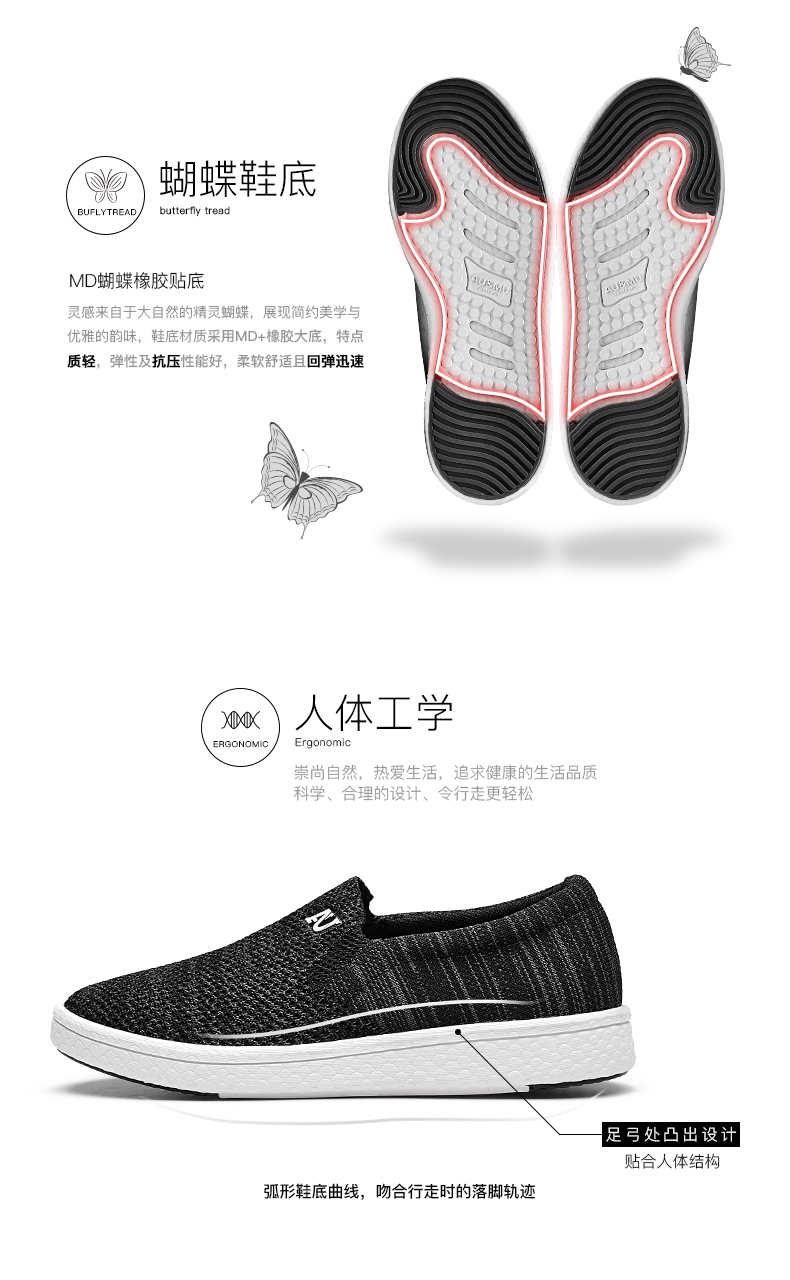 BUFLYTREAD
蝴蝶鞋底
butterfly tread
MD蝴蝶橡胶贴底
灵感来自于大自然的精灵蝴蝶，展现简约美学与
优雅的韵味，鞋底材质采用MD+橡胶大底，特点
质轻，弹性及抗压性能好，柔软舒适且回弹迅速
AU&MU
AU&MU
ERGONOMIC
人体工学
Ergonomic
崇尚自然，热爱生活，追求健康的生活品质
科学、合理的设计、令行走更轻松
足弓处凸出设计
贴合人体结构
弧形鞋底曲线，吻合行走时的落脚轨迹